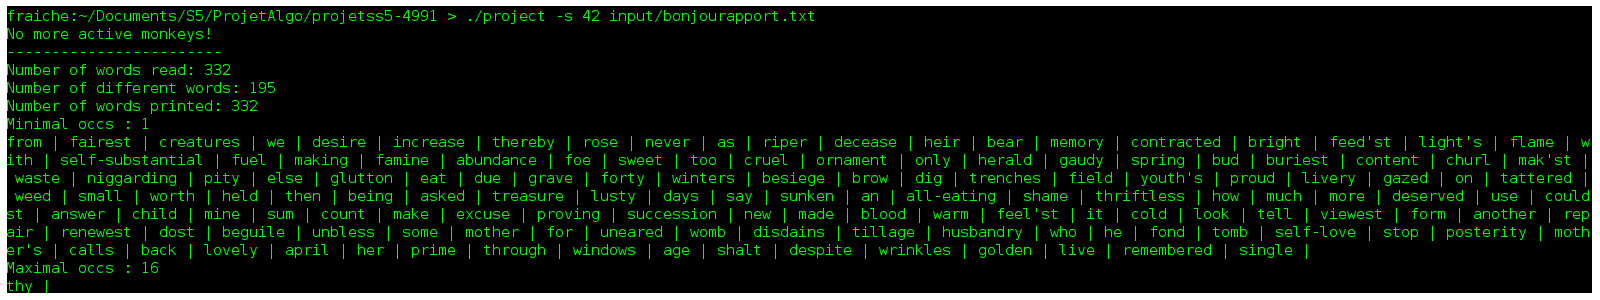 fraiche:~/Documents/S5/ProjetAlgo/projetss5-4991 > ./project -s 42 input/bonjourapport.txt
No more active monkeys!
------------------------
Number of words read: 332
Number of different words: 195
Number of words printed: 332
Minimal occs : 1
from | fairest | creatures | we | desire | increase | thereby | rose | never | as | riper | decease | heir | bear | memory | contracted | bright | feed'st | light's | flame | w
ith | self-substantial | fuel | making | famine | abundance | foe | sweet | too | cruel | ornament | only | herald | gaudy | spring | bud | buriest | content | churl | mak'st |
 waste | niggarding | pity | else | glutton | eat | due | grave | forty | winters | besiege | brow | dig | trenches | field | youth's | proud | livery | gazed | on | tattered |
 weed | small | worth | held | then | being | asked | treasure | lusty | days | say | sunken | an | all-eating | shame | thriftless | how | much | more | deserved | use | could
st | answer | child | mine | sum | count | make | excuse | proving | succession | new | made | blood | warm | feel'st | it | cold | look | tell | viewest | form | another | rep
air | renewest | dost | beguile | unbless | some | mother | for | uneared | womb | disdains | tillage | husbandry | who | he | fond | tomb | self-love | stop | posterity | moth
er's | calls | back | lovely | april | her | prime | through | windows | age | shalt | despite | wrinkles | golden | live | remembered | single |
Maximal occs : 16
thy |